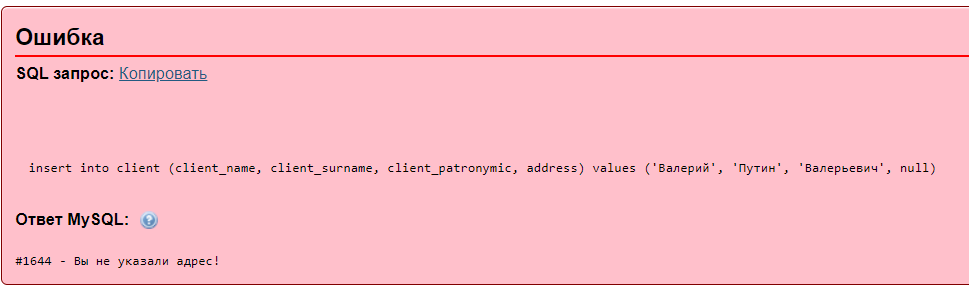 Ошибка
SQL запрос: Копировать
insert into client (client_name, client_surname, client_patronymic, address) values ('Валерий', 'Путин', 'Валерьевич', null)
Ответ MySQL:
#1644 - Вы не указали адрес!